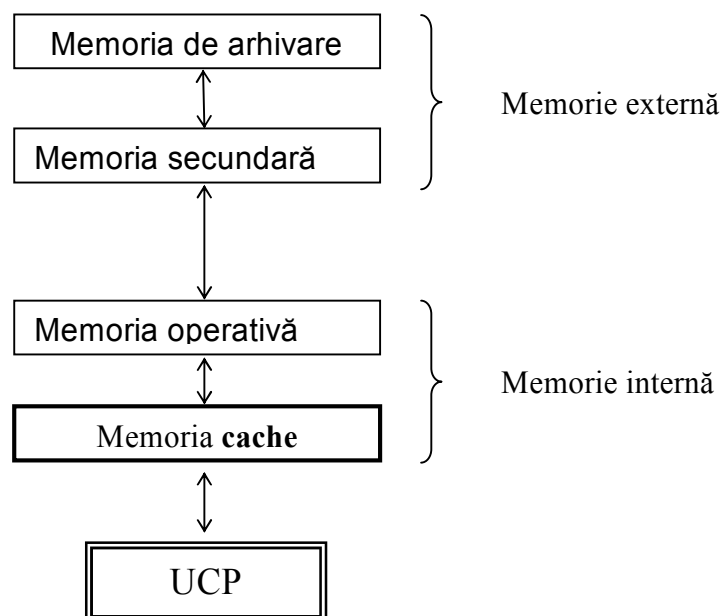 Memoria de arhivare
Memorie externă
Memoria secundară
Memoria operativă
Memorie internă
Memoria cache
UCP